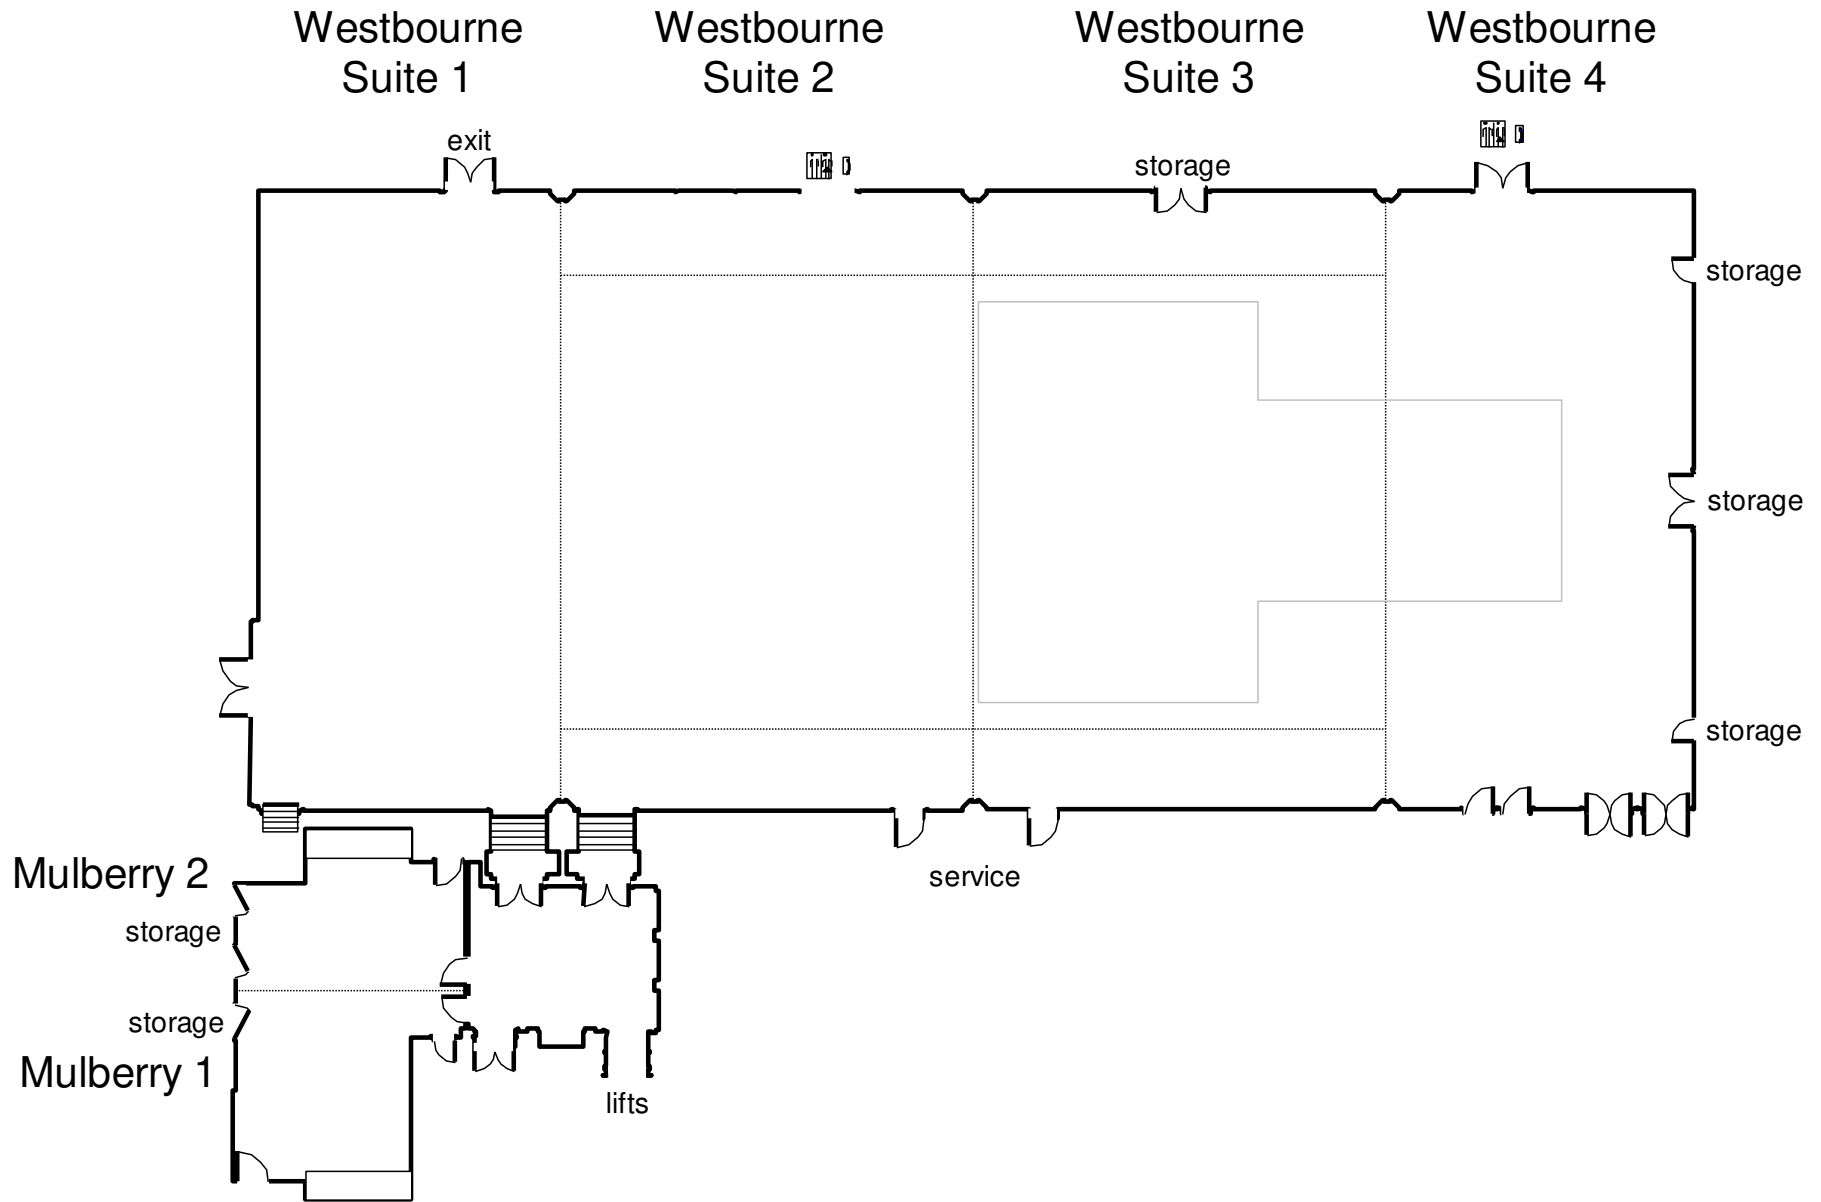 Westbourne
Suite 1
Westbourne
Suite 2
Westbourne
Suite 3
Westbourne
Suite 4
exit
storage
storage
storage
storage
service
Mulberry 2
storage
storage
Mulberry 1
lifts